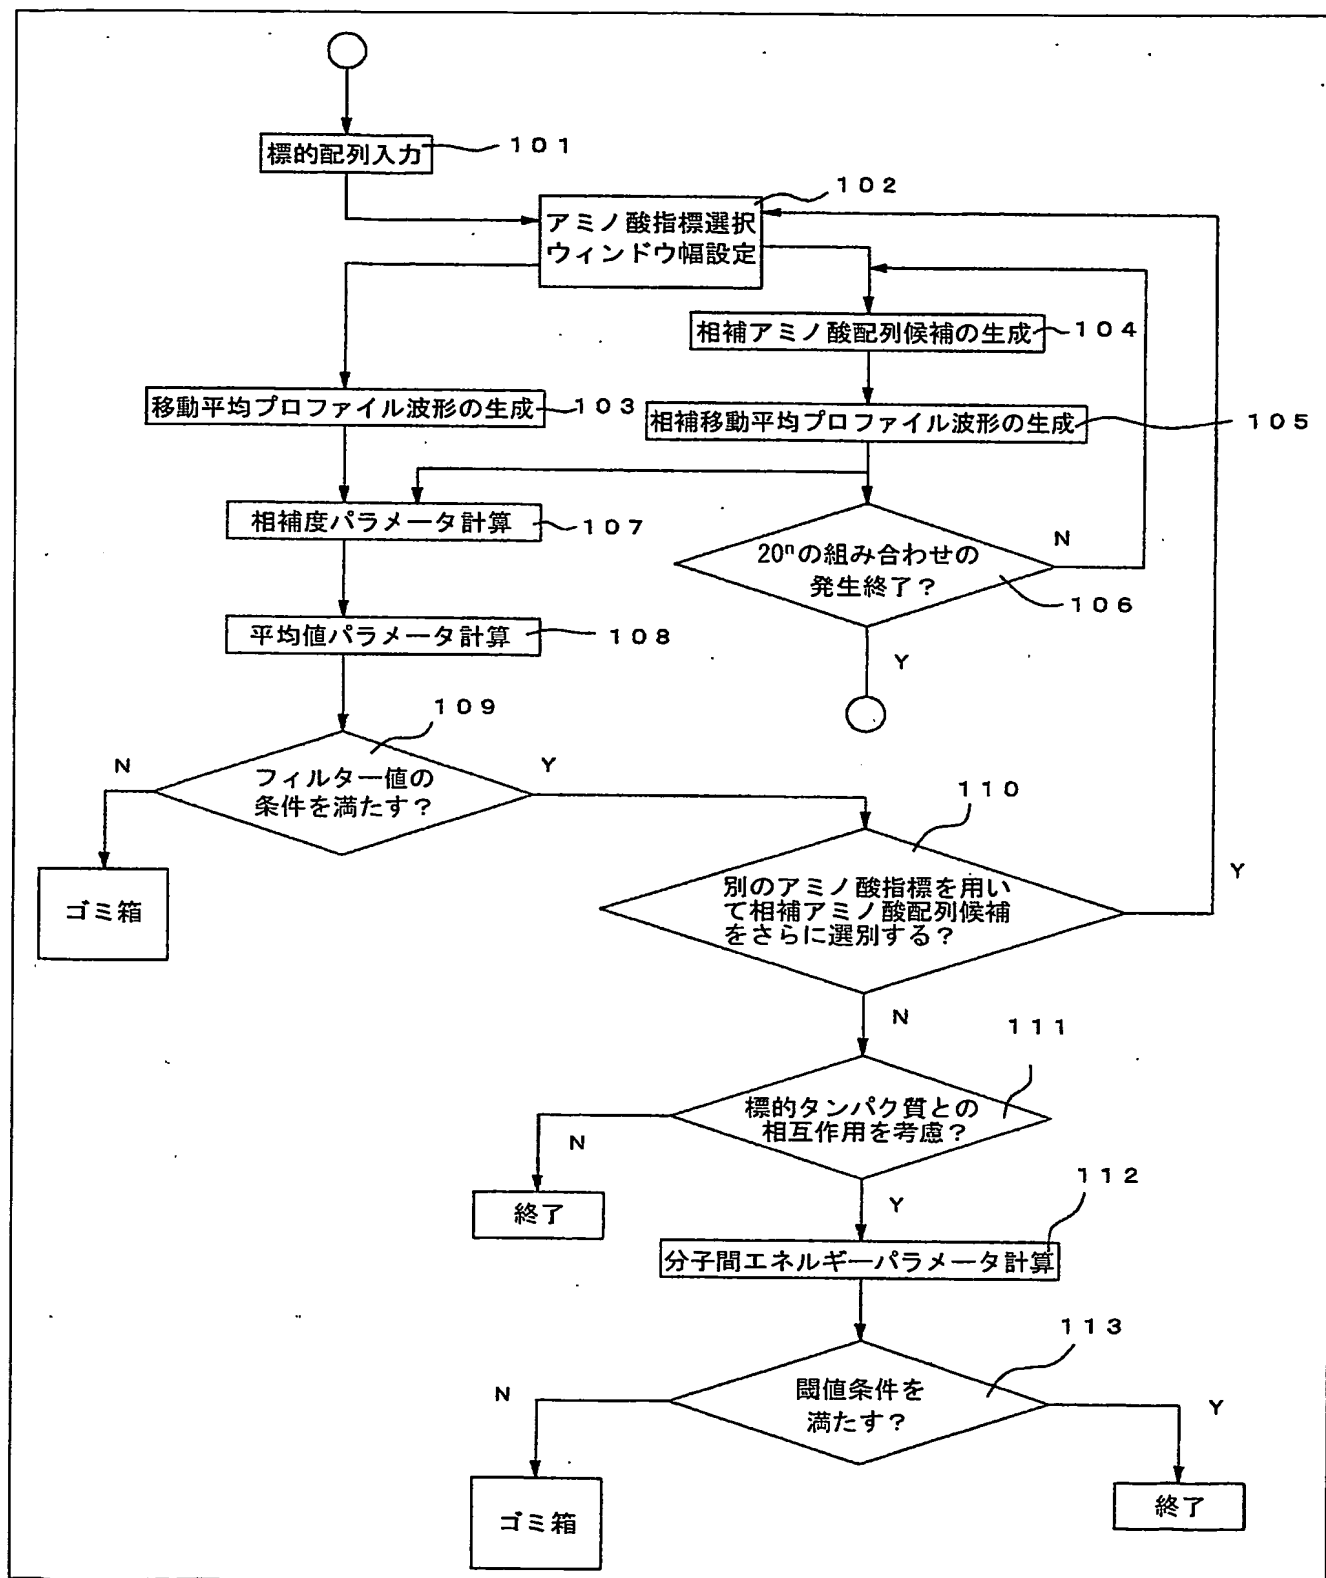 標的配列入力
101
102
アミノ酸指標選択
ウィンドウ幅設定
相補アミノ酸配列候補の生成
104
移動平均プロファイル波形の生成
103
相補移動平均プロファイル波形の生成
105
相補度パラメータ計算
107
20ⁿの組み合わせの
発生終了?
N
106
Y
平均値パラメータ計算
108
109
フィルター値の
条件を満たす?
N
Y
ゴミ箱
110
別のアミノ酸指標を用い
て相補アミノ酸配列候補
をさらに選別する?
Y
N
111
標的タンパク質との
相互作用を考慮?
N
Y
終了
112
分子間エネルギーパラメータ計算
113
閾値条件を
満たす?
N
Y
ゴミ箱
終了